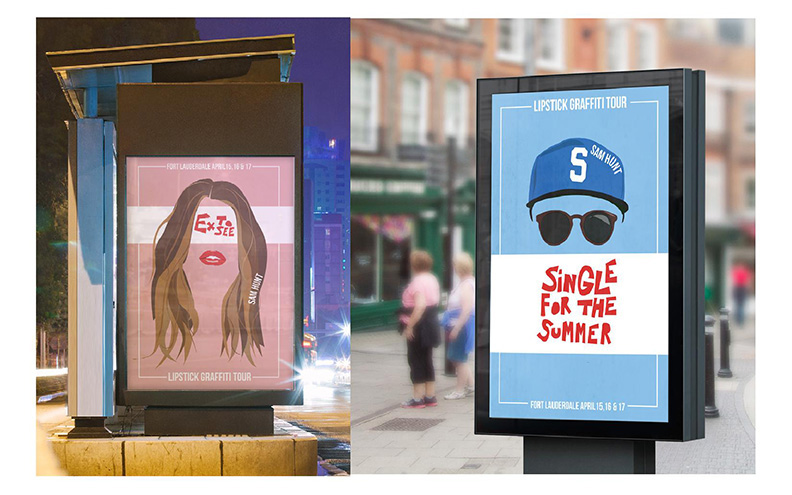 FORT LAUDERDALE APRIL 15, 16 & 17
Ex To
SEE
SAM HUNT
LIPSTICK GRAFFITI TOUR
LIPSTICK GRAFFITI TOUR
S
SAM HUNT
SiNGLE
FOR THE
SUMMER
FORT LAUDERDALE APRIL 15, 16 & 17